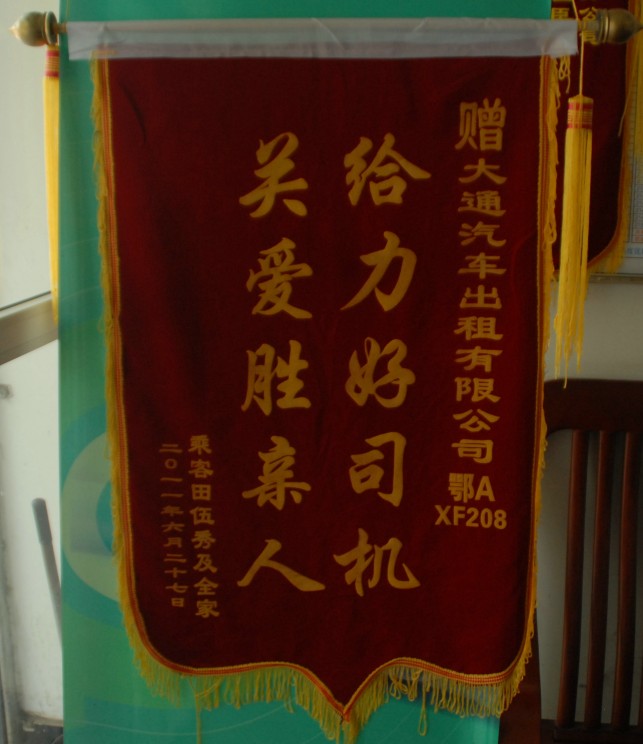 赠大通汽车出租有限公司
鄂A
XF208
给力好司机
关爱胜亲人
乘客田伍秀及全家
二〇一一年六月二十七日